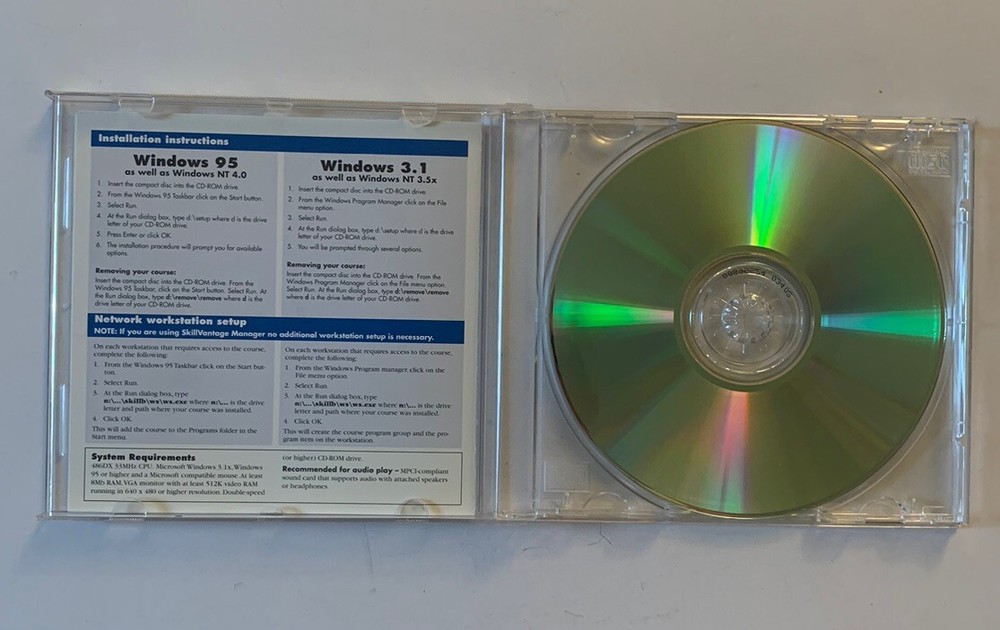 Installation instructions
Windows 95
as well as Windows NT 4.0
1. Insert the compact disc into the CD-ROM drive.
2. From the Windows 95 Taskbar click on the Start button.
3. Select Run.
4. At the Run dialog box, type d:\setup where d is the drive
letter of your CD-ROM drive.
5. Press Enter or click OK.
6. The installation procedure will prompt you for available
options.
Removing your course:
Insert the compact disc into the CD-ROM drive. From the
Windows 95 Taskbar, click on the Start button. Select Run. At
the Run dialog box, type d:\remove\remove where d is the
drive letter of your CD-ROM drive.
Windows 3.1
as well as Windows NT 3.5x
1. Insert the compact disc into the CD-ROM drive.
2. From the Windows Program Manager click on the File
menu option.
3. Select Run.
4. At the Run dialog box, type d:\setup where d is the drive
letter of your CD-ROM drive.
5. You will be prompted through several options.
Removing your course:
Insert the compact disc into the CD-ROM drive. From the
Windows Program Manager click on the File menu option.
Select Run. At the Run dialog box, type d:\remove\remove
where d is the drive letter of your CD-ROM drive.
Network workstation setup
NOTE: If you are using SkillVantage Manager no additional workstation setup is necessary.
On each workstation that requires access to the course,
complete the following:
1. From the Windows 95 Taskbar click on the Start but-
ton.
2. Select Run.
3. At the Run dialog box, type
n:\...\skillb\ws\ws.exe where n:\... is the drive
letter and path where your course was installed.
4. Click OK.
This will add the course to the Programs folder in the
Start menu.
On each workstation that requires access to the course,
complete the following:
1. From the Windows Program manager, click on the
File menu option.
2. Select Run.
3. At the Run dialog box, type
n:\...\skillb\ws\ws.exe where n:\... is the drive
letter and path where your course was installed.
4. Click OK.
This will create the course program group and the pro-
gram item on the workstation.
System Requirements
486DX 33MHz CPU. Microsoft Windows 3.1x, Windows
95 or higher and a Microsoft compatible mouse. At least
8Mb RAM. VGA monitor with at least 512K video RAM
running in 640 x 480 or higher resolution. Double-speed
(or higher) CD-ROM drive.
Recommended for audio play – MPCI-compliant
sound card that supports audio with attached speakers
or headphones